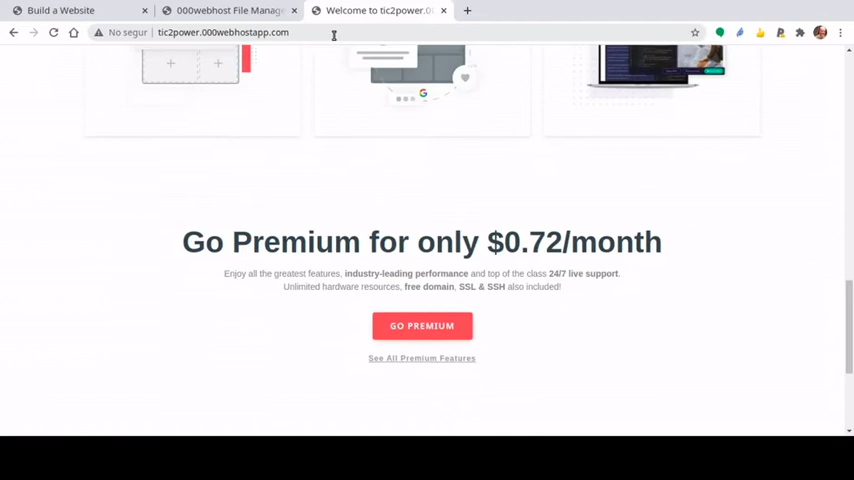 Build a Website
000webhost File Manage
Welcome to tic2power.0
No segur
tic2power.000webhostapp.com
Go Premium for only $0.72/month
Enjoy all the greatest features, industry-leading performance and top of the class 24/7 live support.
Unlimited hardware resources, free domain, SSL & SSH also included!
GO PREMIUM
See All Premium Features